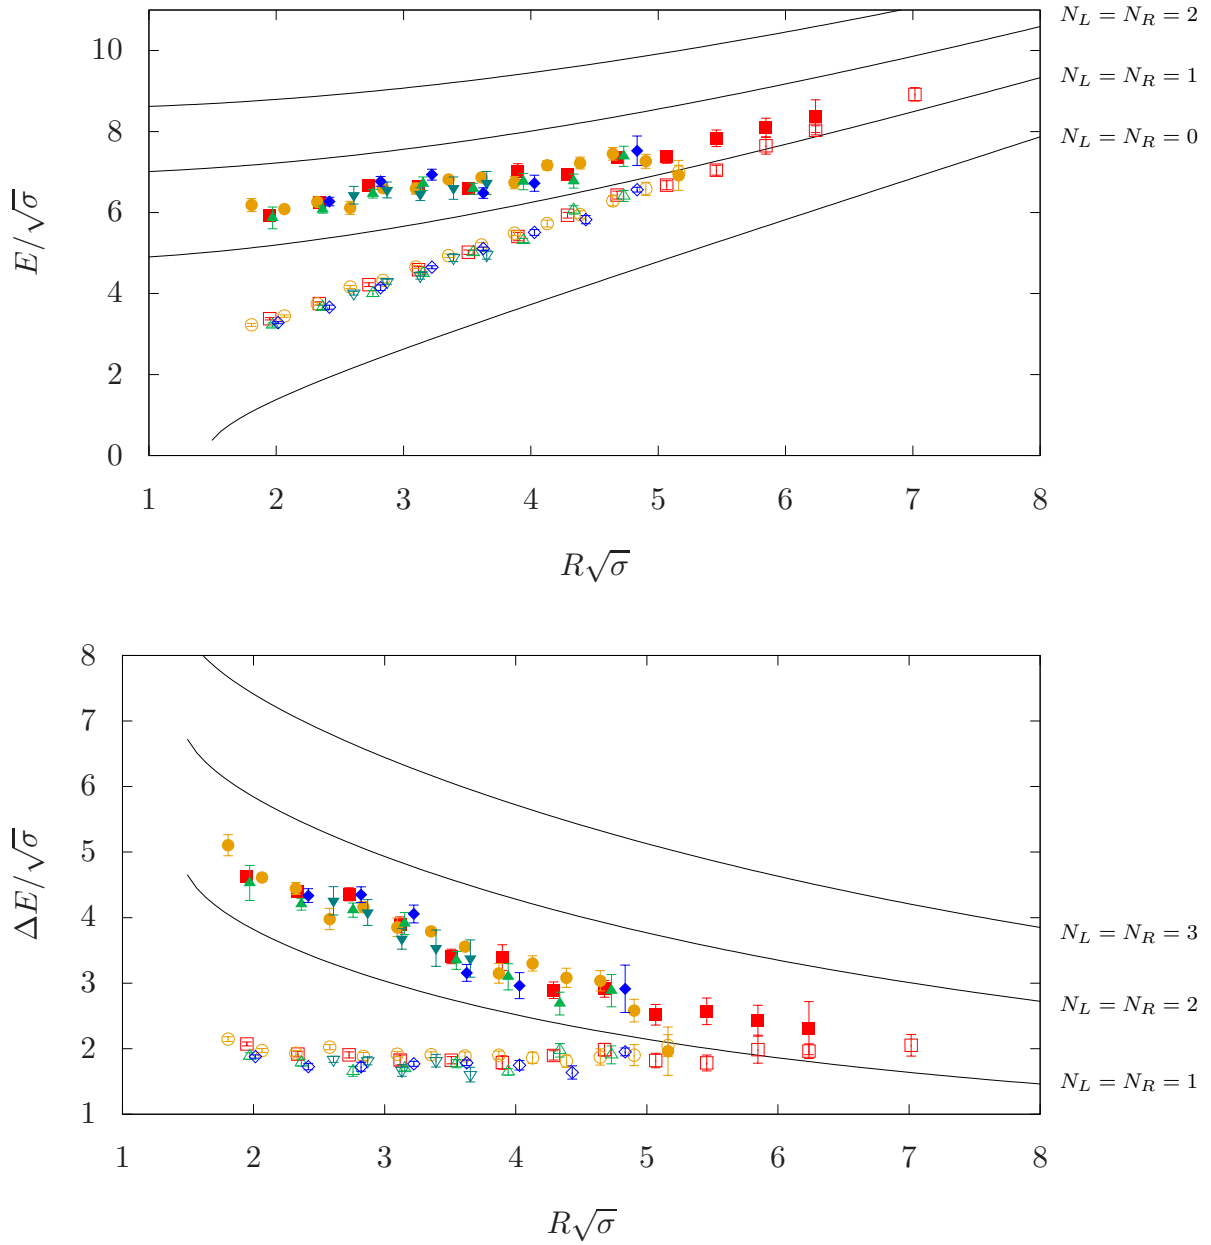 E/√σ
10
8
6
4
2
0
1 2 3 4 5 6 7 8
R√σ
N_L = N_R = 2
N_L = N_R = 1
N_L = N_R = 0
ΔE/√σ
8
7
6
5
4
3
2
1
1 2 3 4 5 6 7 8
R√σ
N_L = N_R = 3
N_L = N_R = 2
N_L = N_R = 1